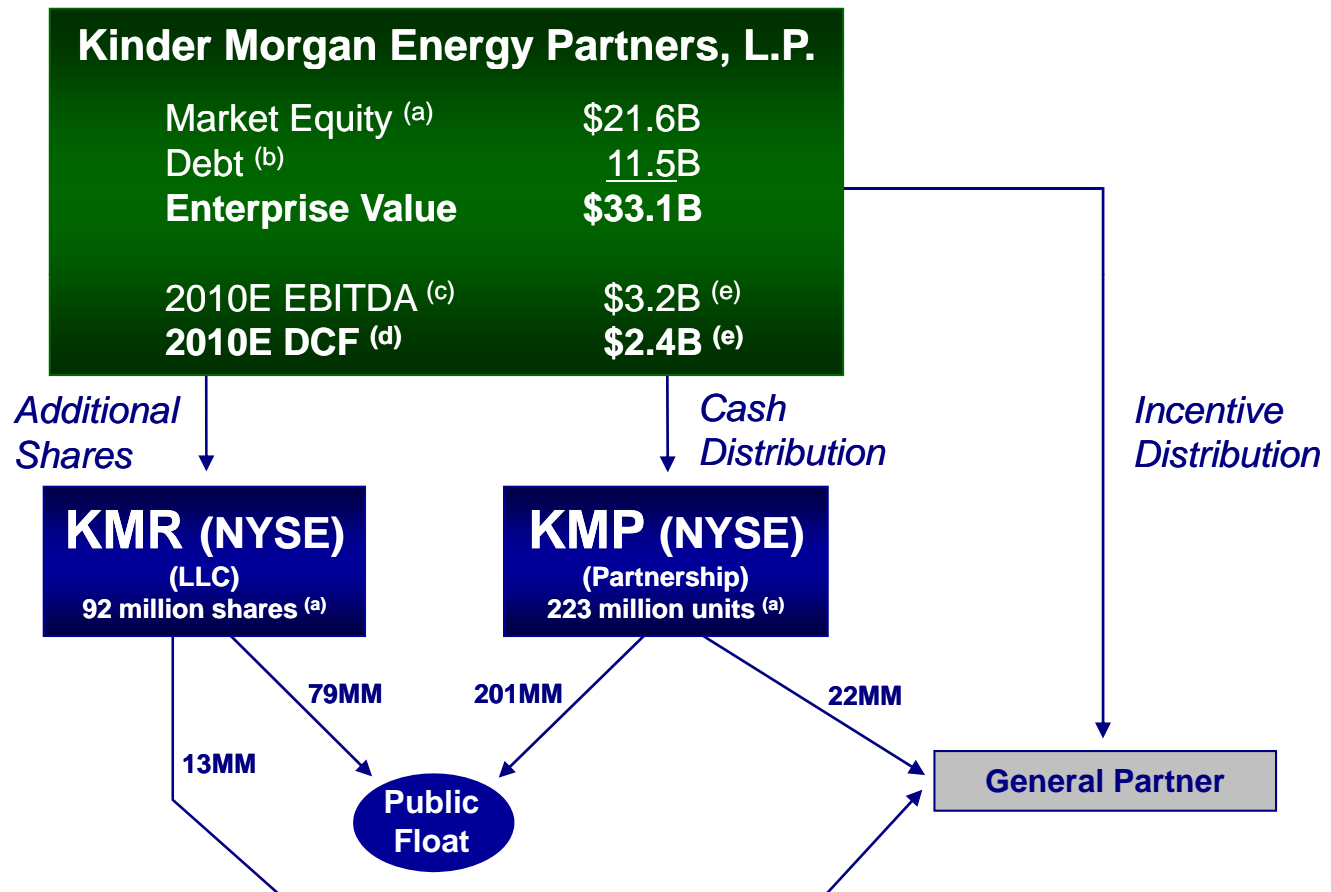 Kinder Morgan Energy Partners, L.P.
Market Equity (a) $21.6B
Debt (b) 11.5B
Enterprise Value $33.1B
2010E EBITDA (c) $3.2B (e)
2010E DCF (d) $2.4B (e)
Additional
Shares
Cash
Distribution
Incentive
Distribution
KMR (NYSE)
(LLC)
92 million shares (a)
KMP (NYSE)
(Partnership)
223 million units (a)
79MM
201MM
22MM
13MM
Public
Float
General Partner